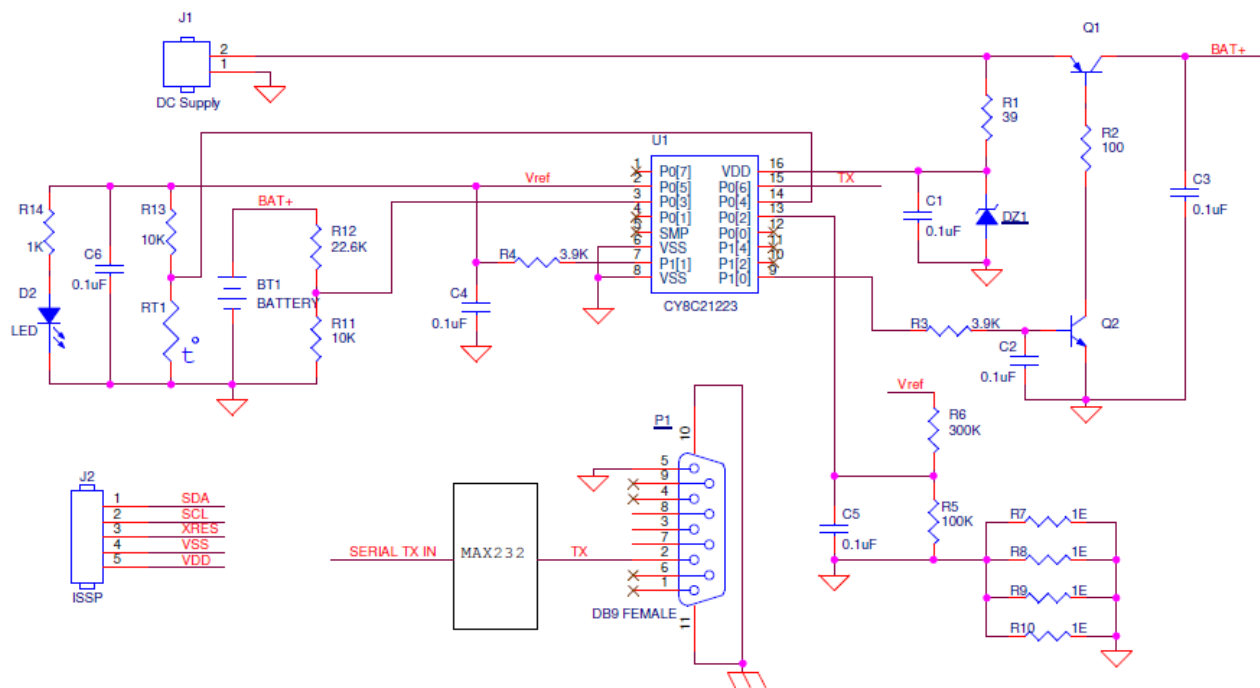 J1
2
1
DC Supply
Q1
BAT+
R1
39
R2
100
C3
0.1uF
U1
1
2
3
4
5
6
7
8
P0[7]
P0[5]
P0[3]
P0[1]
SMP
VSS
P1[1]
VSS
VDD
P0[6]
P0[4]
P0[2]
P0[0]
P1[4]
P1[2]
P1[0]
16
15
14
13
12
11
10
9
CY8C21223
TX
Vref
C1
0.1uF
DZ1
R14
1K
D2
LED
C6
0.1uF
R13
10K
RT1
t°
BAT+
BT1
BATTERY
R12
22.6K
R11
10K
R4 3.9K
C4
0.1uF
R3 3.9K
C2
0.1uF
Q2
Vref
R6
300K
R5
100K
C5
0.1uF
R7 1E
R8 1E
R9 1E
R10 1E
J2
1 SDA
2 SCL
3 XRES
4 VSS
5 VDD
ISSP
SERIAL TX IN
MAX232
TX
P1
10
5
9
4
8
3
7
2
6
1
11
DB9 FEMALE